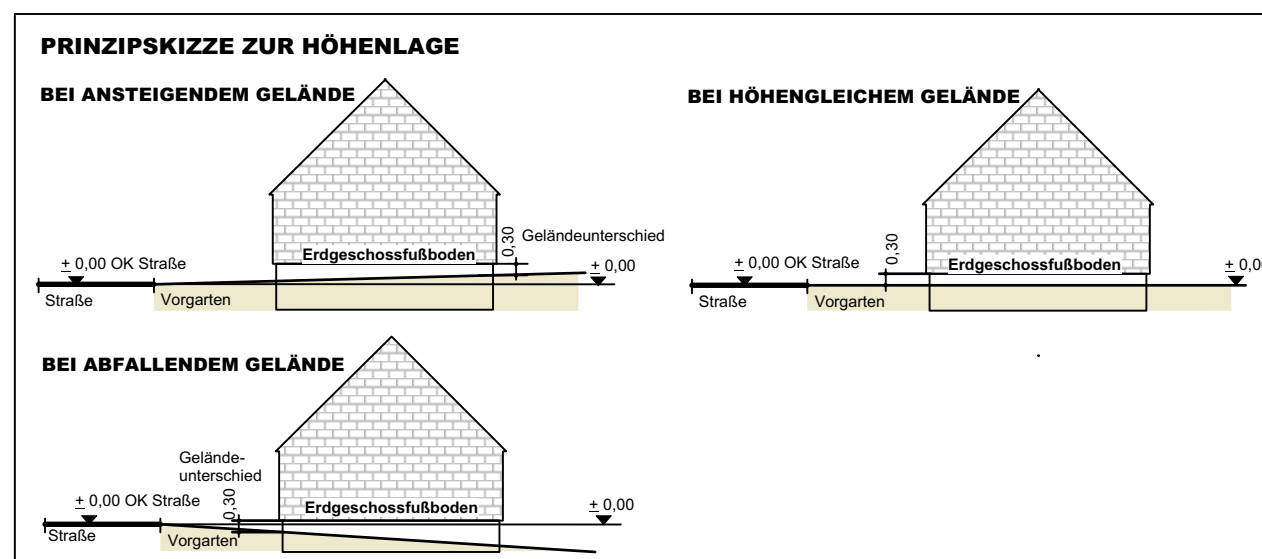 PRINZIPSKIZZE ZUR HÖHENLAGE
BEI ANSTEIGENDEM GELÄNDE
0,30
Geländeunterschied
Erdgeschossfußboden
± 0,00 OK Straße
± 0,00
Straße
Vorgarten
BEI HÖHENGLEICHEM GELÄNDE
0,30
± 0,00 OK Straße
Erdgeschossfußboden
± 0,0
Straße
Vorgarten
BEI ABFALLENDEM GELÄNDE
Gelände-
unterschied
0,30
± 0,00 OK Straße
Erdgeschossfußboden
± 0,00
Straße
Vorgarten